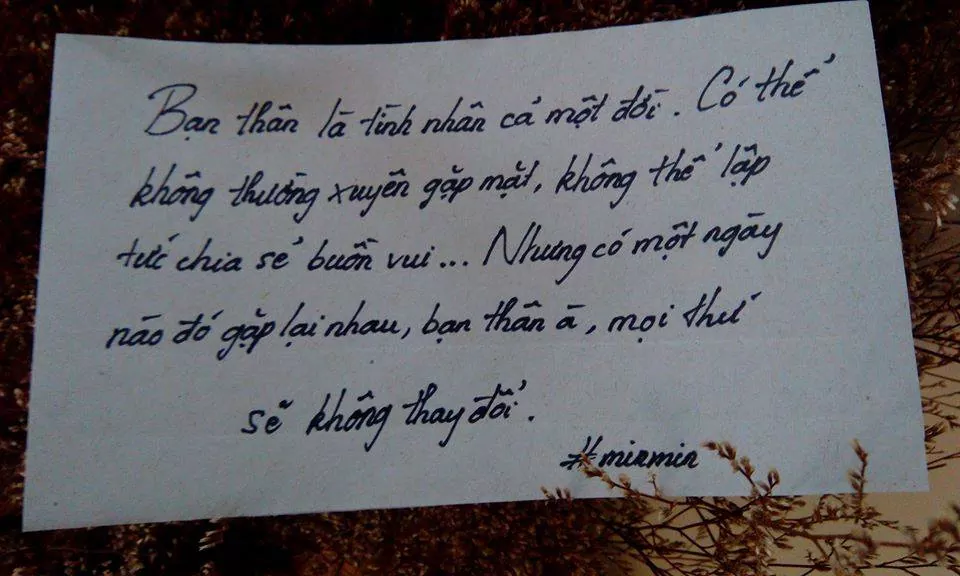 Bạn thân là tình nhân cả một đời. Có thể
không thường xuyên gặp mặt, không thể lập
tức chia sẻ buồn vui... Nhưng có một ngày
nào đó gặp lại nhau, bạn thân à, mọi thứ
sẽ không thay đổi.
#minmin